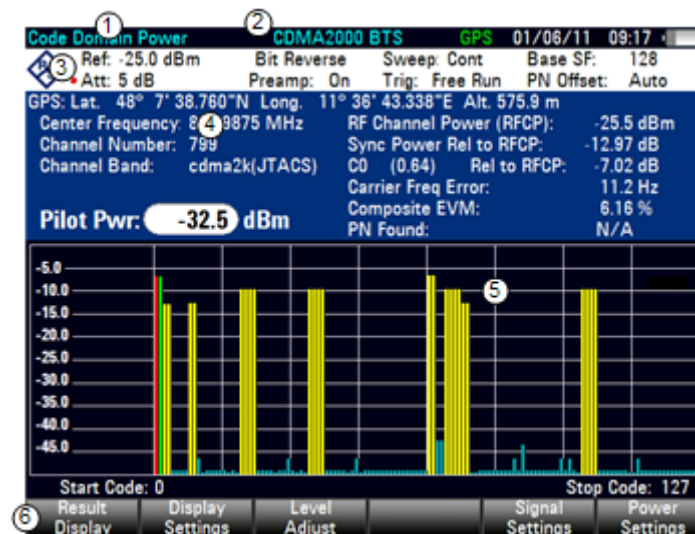 Code Domain Power CDMA2000 BTS GPS 01/06/11 09:17
1
2
Ref: -25.0 dBm Bit Reverse Sweep: Cont Base SF: 128
3
Att: 5 dB Preamp: On Trig: Free Run PN Offset: Auto
GPS: Lat. 48° 7' 38.760"N Long. 11° 36' 43.338"E Alt. 575.9 m
Center Frequency: 9875 MHz RF Channel Power (RFCP): -25.5 dBm
4
Channel Number: 799 Sync Power Rel to RFCP: -12.97 dB
Channel Band: cdma2k(JTACS) C0 (0.64) Rel to RFCP: -7.02 dB
Carrier Freq Error: 11.2 Hz
Composite EVM: 6.16 %
Pilot Pwr: -32.5 dBm
PN Found: N/A
-5.0
-10.0
5
-15.0
-20.0
-25.0
-30.0
-35.0
-40.0
-45.0
Start Code: 0 Stop Code: 127
6
Result Display Level Signal Power
Display Settings Adjust Settings Settings